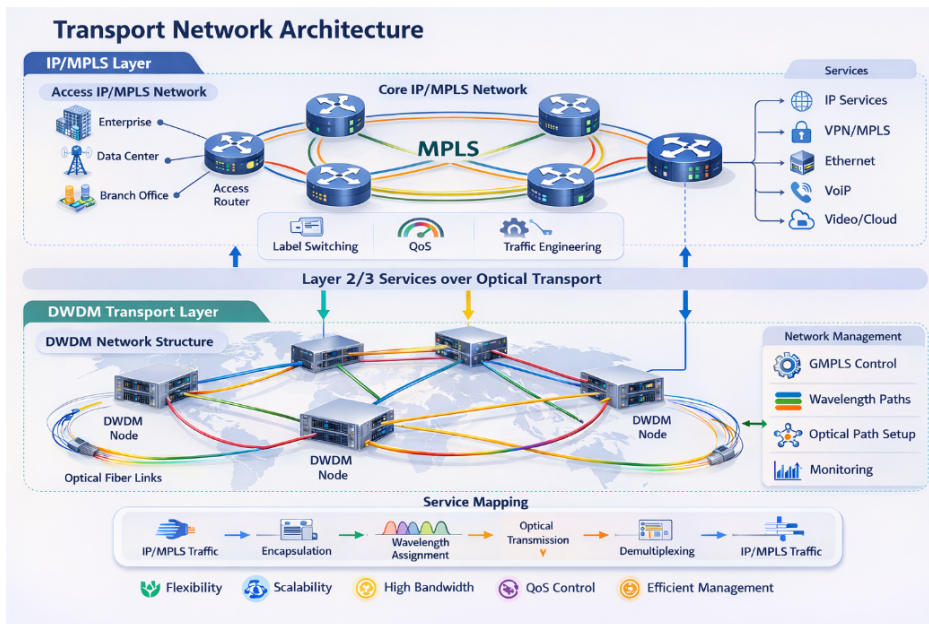 Transport Network Architecture
IP/MPLS Layer
Access IP/MPLS Network
Enterprise
Data Center
Branch Office
Access
Router
Core IP/MPLS Network
MPLS
Label Switching
QoS
Traffic Engineering
Services
IP Services
VPN/MPLS
Ethernet
VoiP
Video/Cloud
Layer 2/3 Services over Optical Transport
DWDM Transport Layer
DWDM Network Structure
DWDM
Node
DWDM
Node
DWDM
Node
Optical Fiber Links
Network Management
GMPLS Control
Wavelength Paths
Optical Path Setup
Monitoring
Service Mapping
IP/MPLS Traffic
Encapsulation
Wavelength
Assignment
Optical
Transmission
Demultiplexing
IP/MPLS Traffic
Flexibility
Scalability
High Bandwidth
QoS Control
Efficient Management